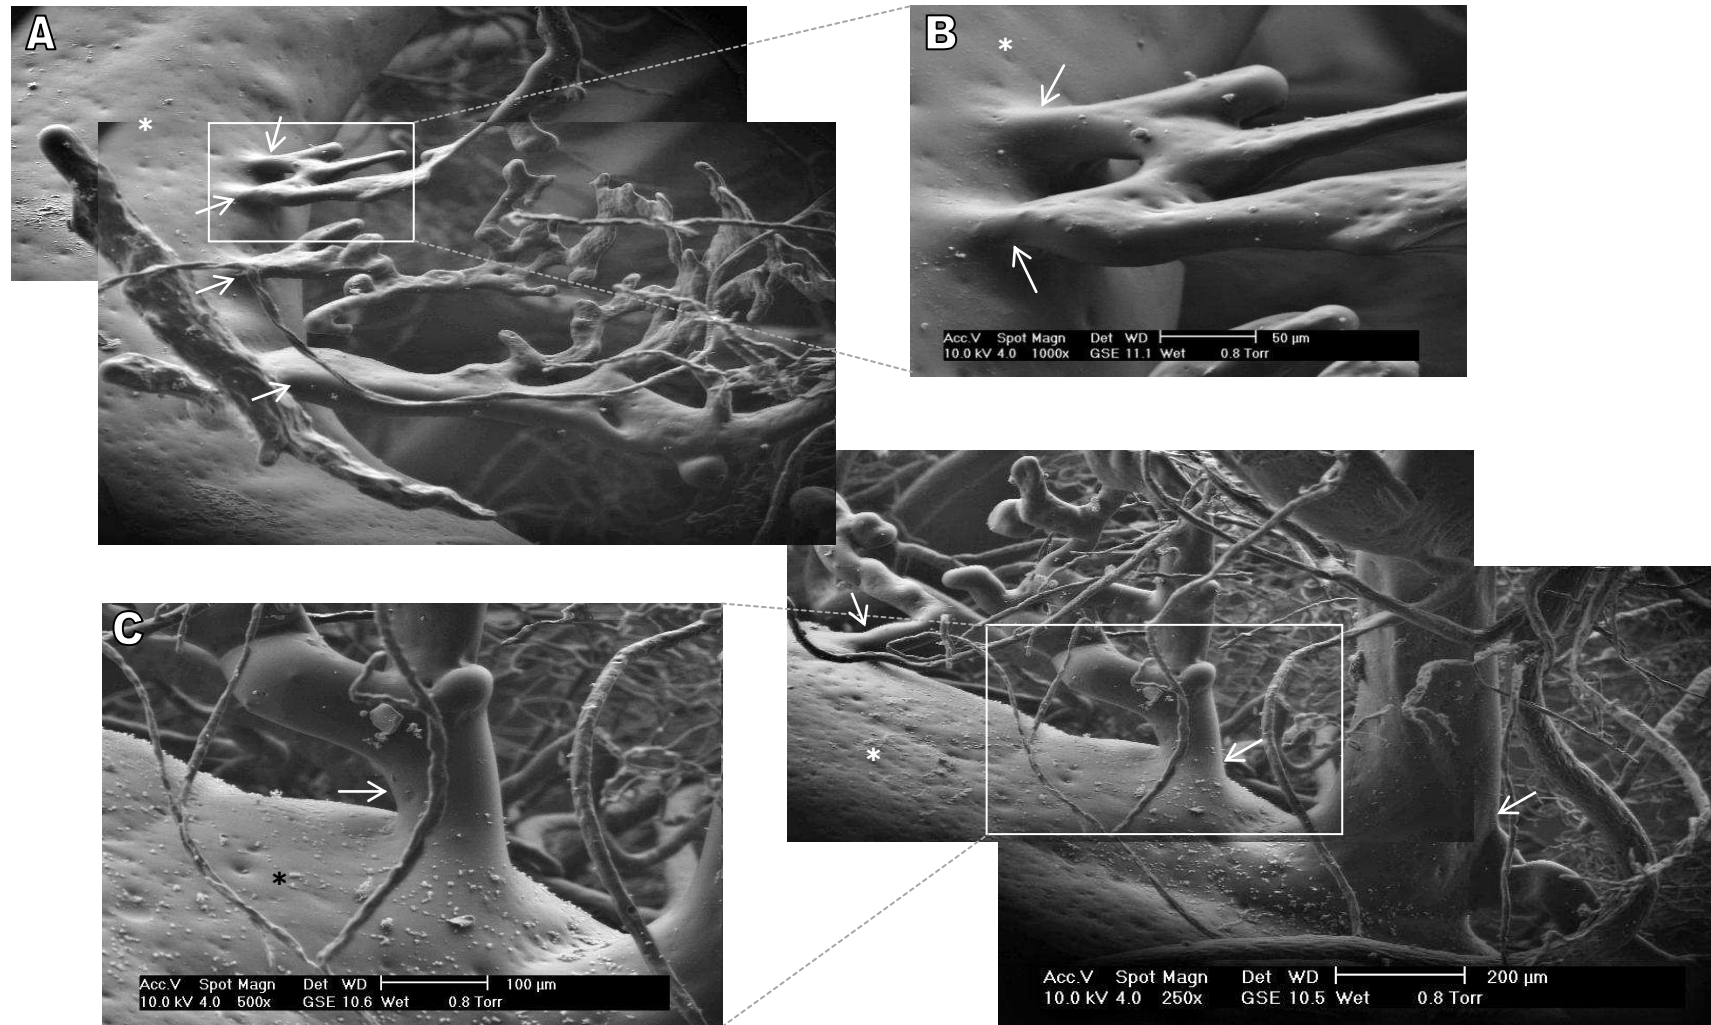 A
*
B
*
Acc.V Spot Magn Det WD 50 µm
10.0 kV 4.0 1000x GSE 11.1 Wet 0.8 Torr
C
*
*
Acc.V Spot Magn Det WD 100 µm
10.0 kV 4.0 500x GSE 10.6 Wet 0.8 Torr
Acc.V Spot Magn Det WD 200 µm
10.0 kV 4.0 250x GSE 10.5 Wet 0.8 Torr